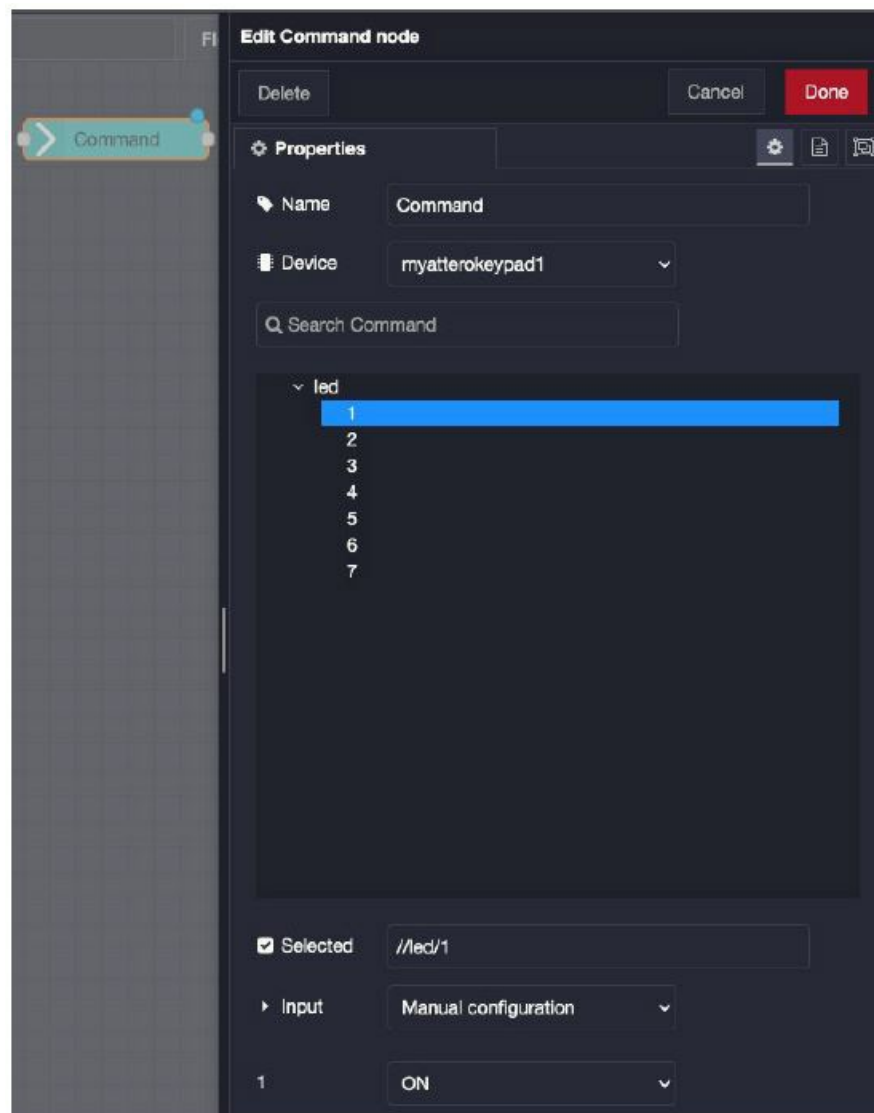 Fl
Edit Command node
Delete
Cancel
Done
Command
Properties
Name
Command
Device
myatterokeypad1
Search Command
led
1
2
3
4
5
6
7
Selected
//led/1
Input
Manual configuration
1
ON